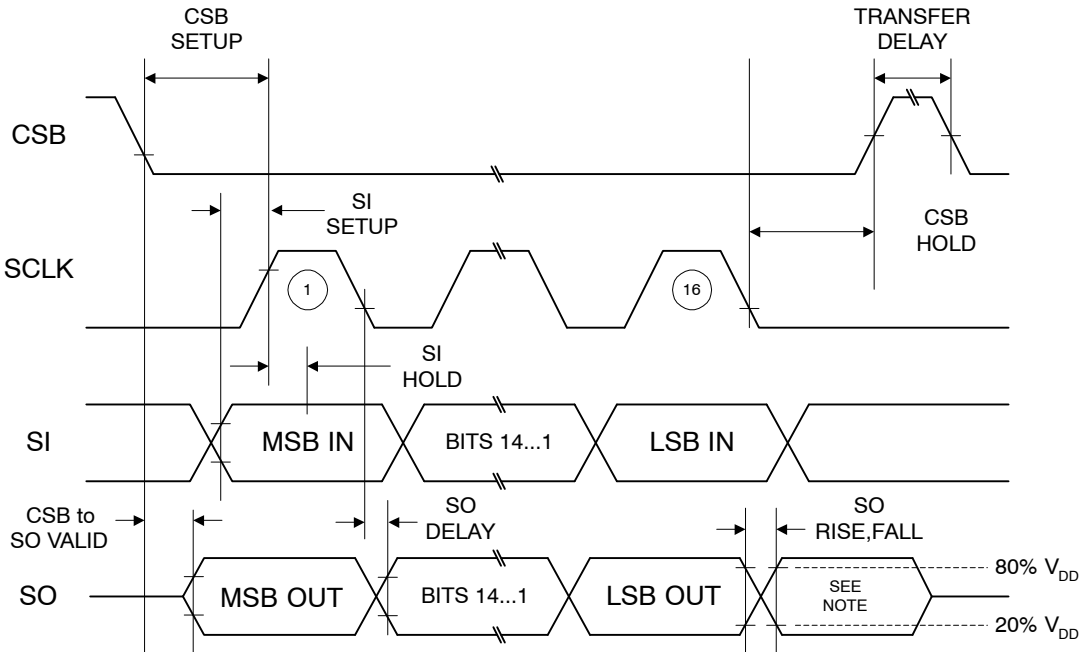 CSB
SETUP
TRANSFER
DELAY
CSB
SI
SETUP
CSB
HOLD
SCLK
1
16
SI
HOLD
SI
MSB IN
BITS 14...1
LSB IN
CSB to
SO VALID
SO
DELAY
SO
RISE,FALL
SO
MSB OUT
BITS 14...1
LSB OUT
SEE
NOTE
80% VDD
20% VDD